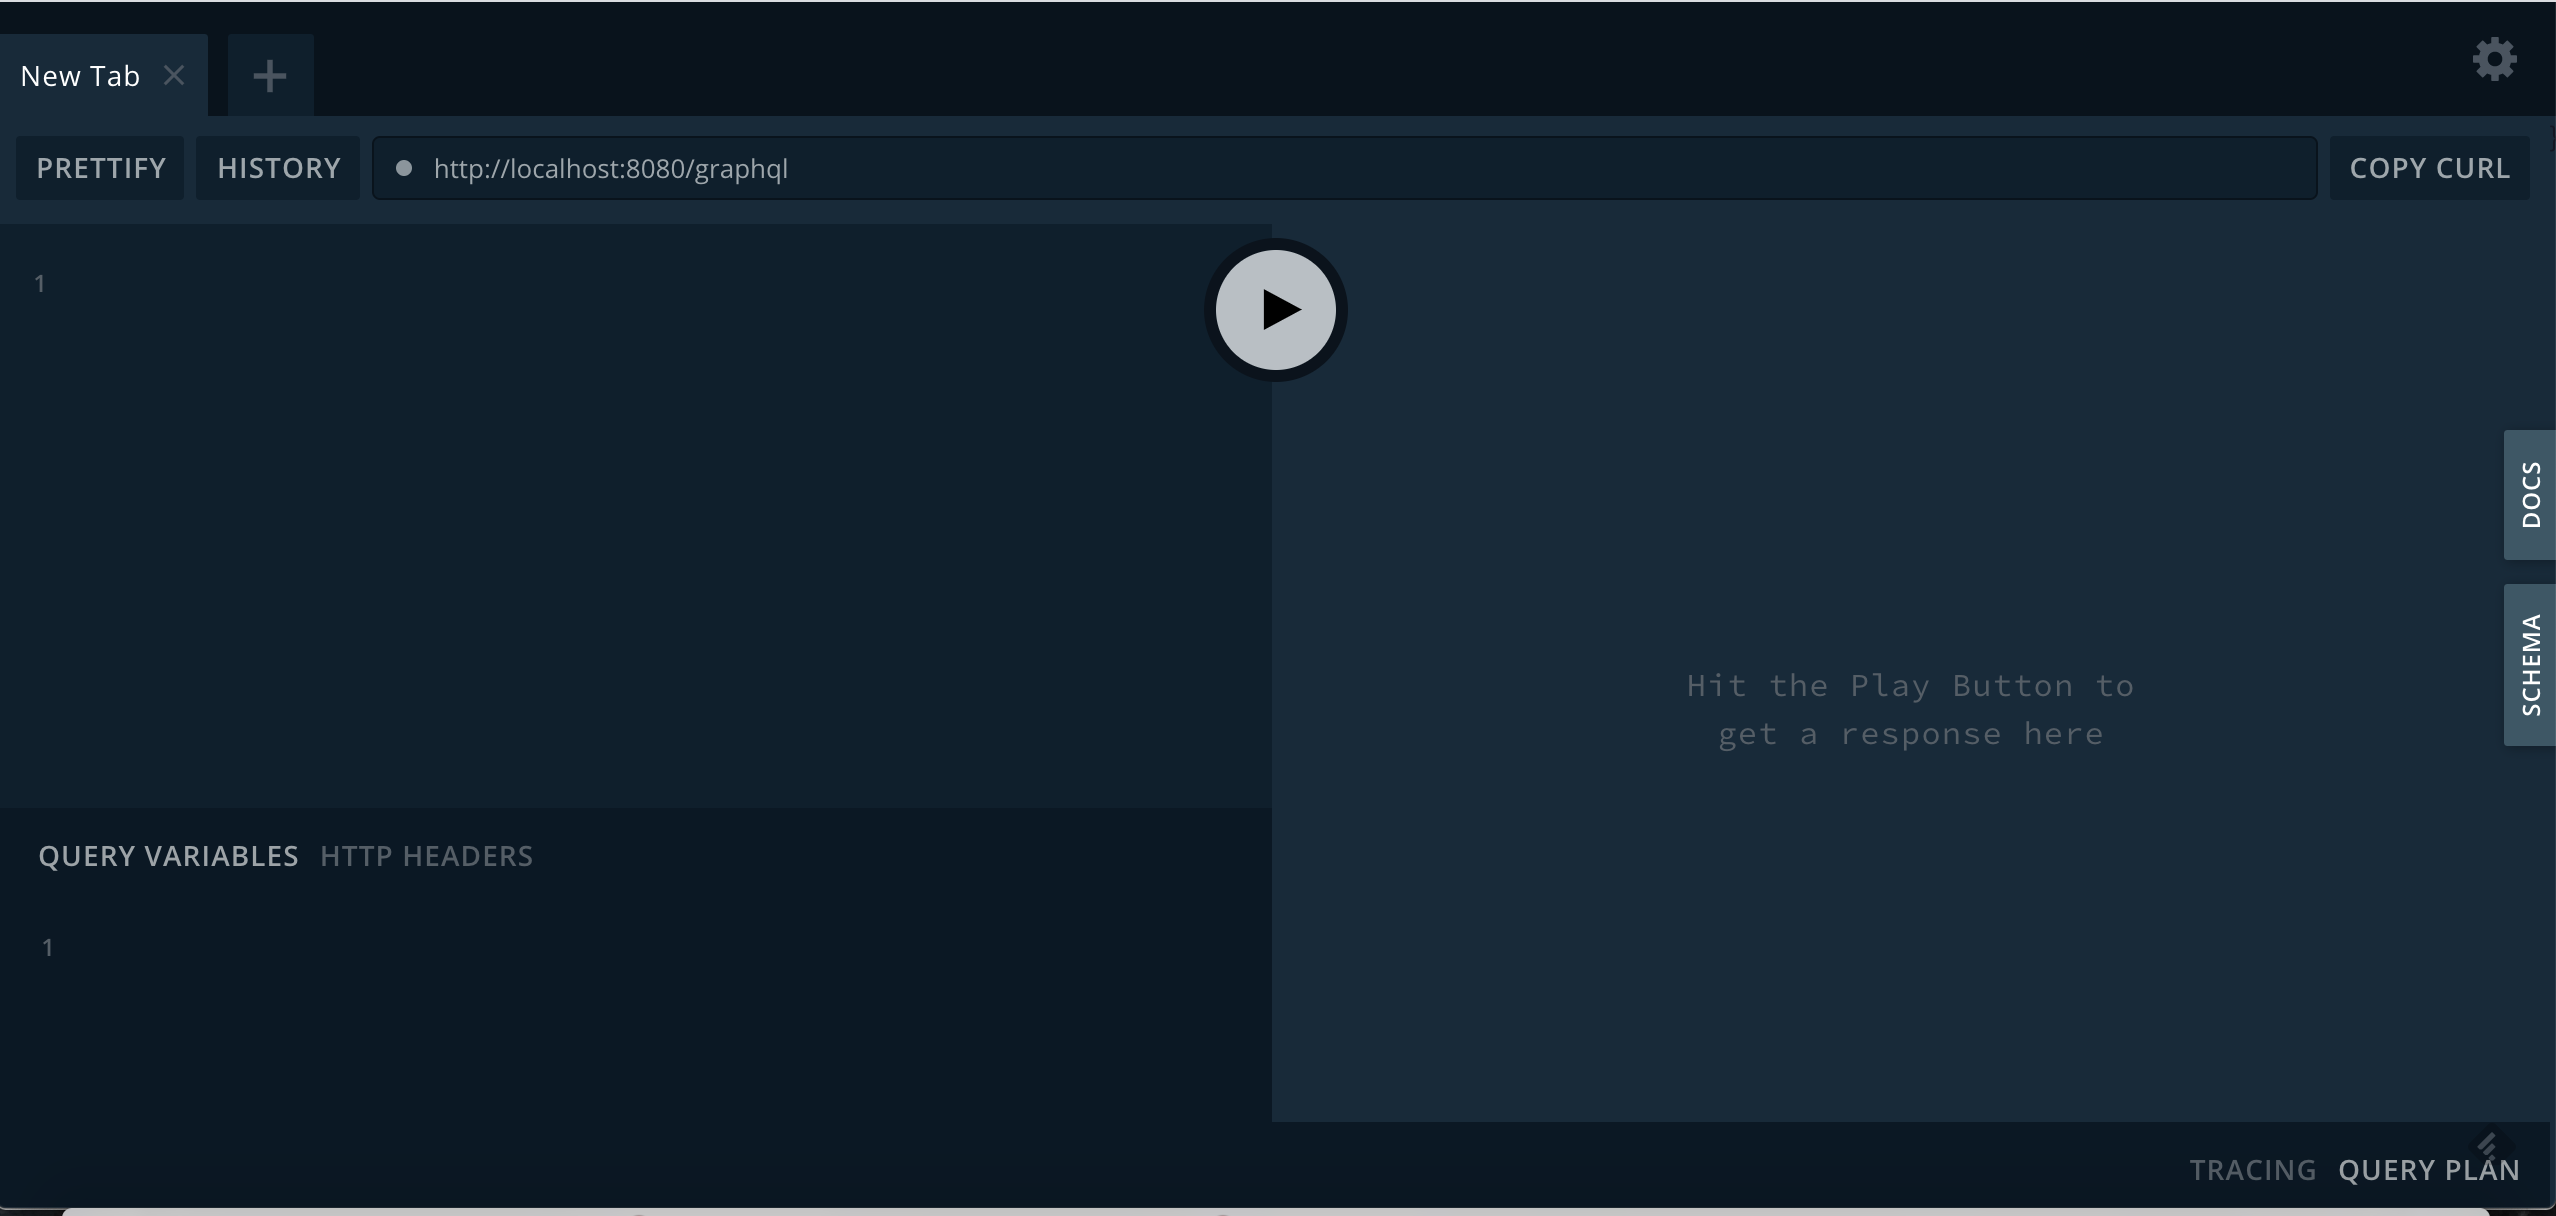 New Tab
PRETTIFY HISTORY http://localhost:8080/graphql COPY CURL
1
Hit the Play Button to
get a response here
DOCS
SCHEMA
QUERY VARIABLES HTTP HEADERS
1
TRACING QUERY PLAN